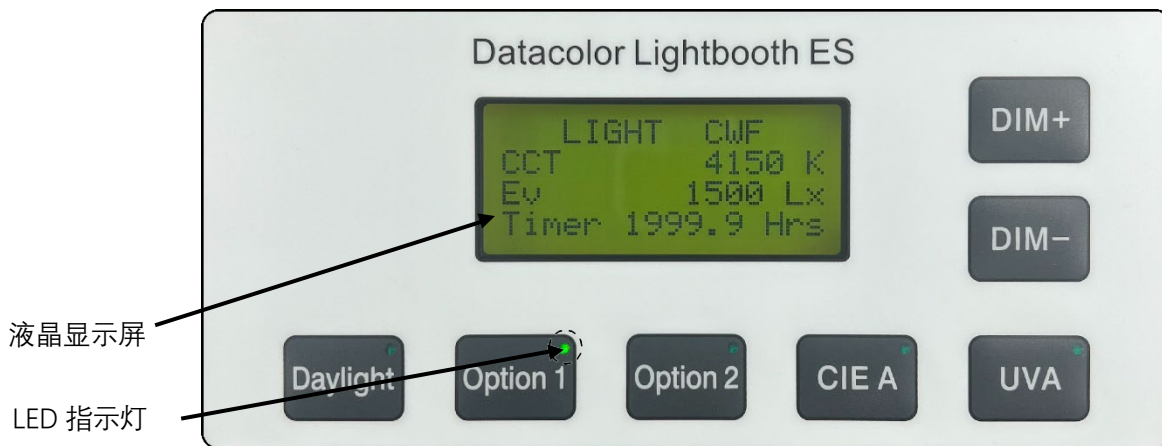 Datacolor Lightbooth ES
LIGHT CWF
CCT 4150 K
Ev 1500 Lx
Timer 1999.9 Hrs
DIM+
DIM-
液晶显示屏
LED 指示灯
Daylight
Option 1
Option 2
CIE A
UVA